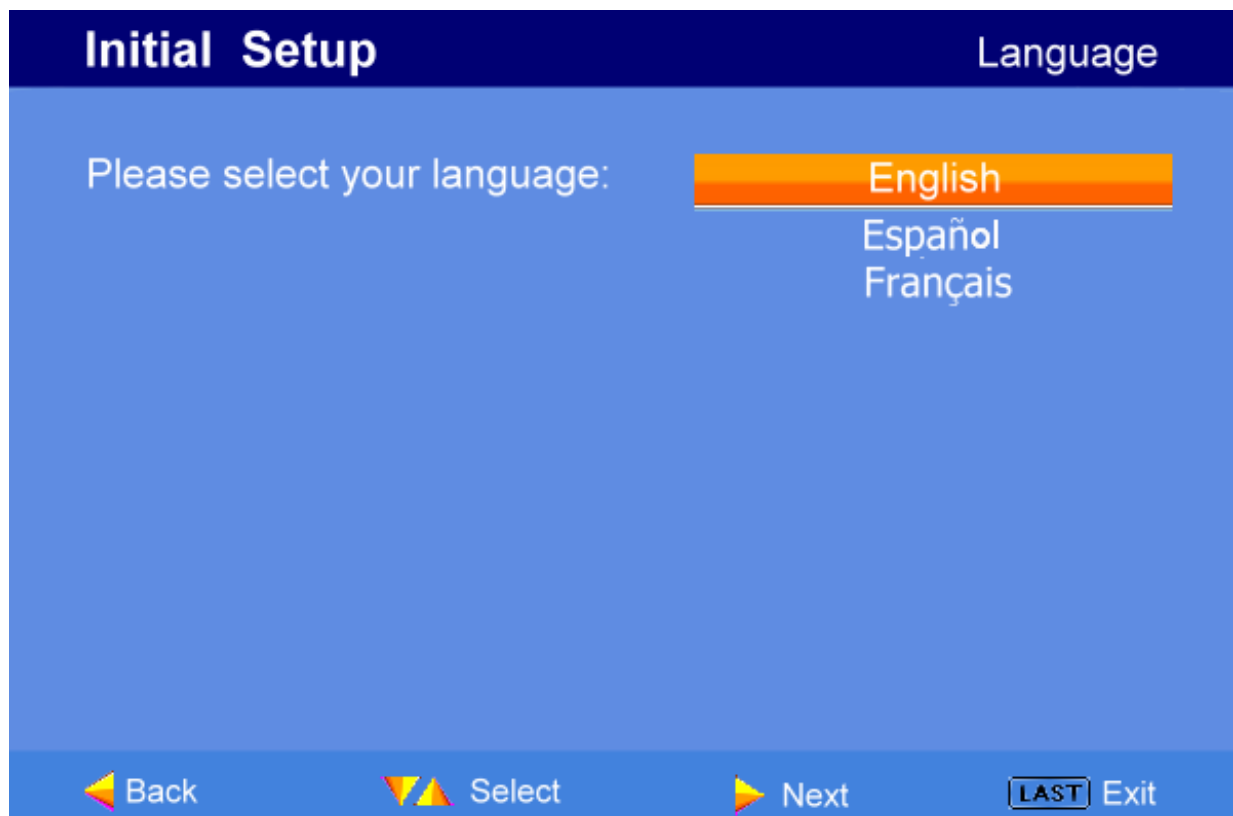 Initial Setup Language
Please select your language: English
Español
Français
Back Select Next LAST Exit